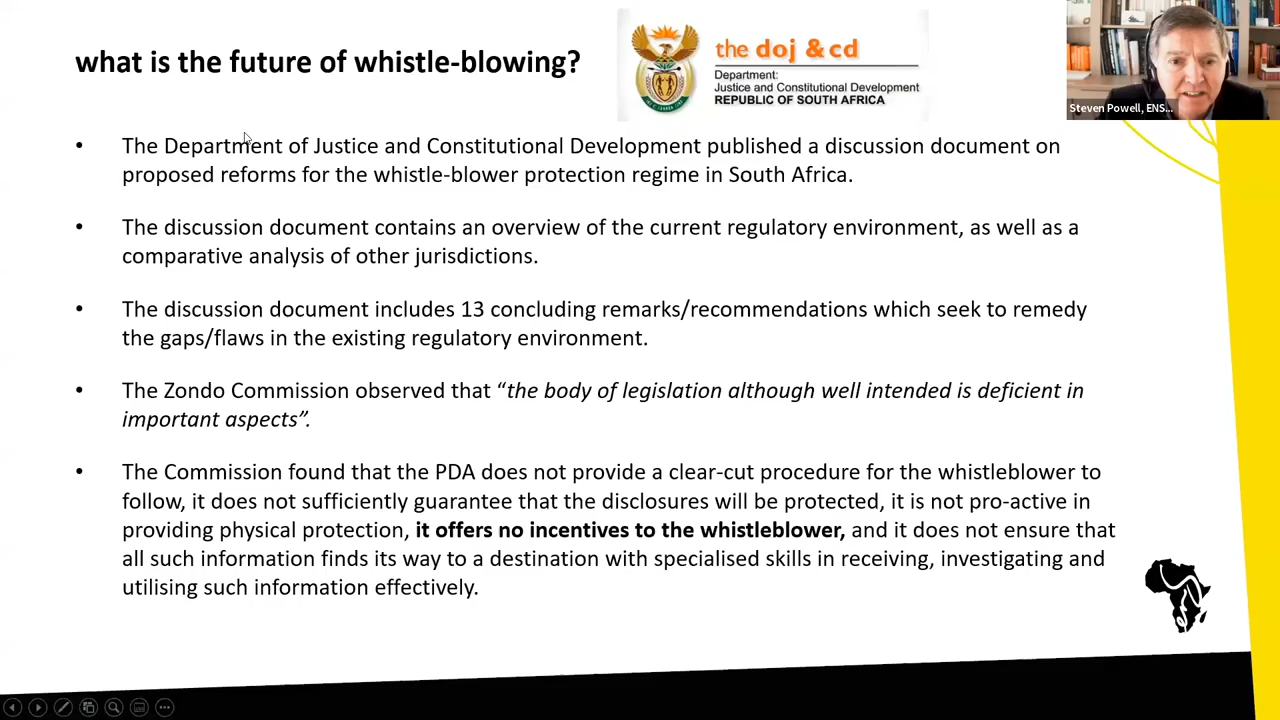 what is the future of whistle-blowing?
the doj & cd
Department:
Justice and Constitutional Development
REPUBLIC OF SOUTH AFRICA
Steven Powell, ENS...
• The Department of Justice and Constitutional Development published a discussion document on
proposed reforms for the whistle-blower protection regime in South Africa.
• The discussion document contains an overview of the current regulatory environment, as well as a
comparative analysis of other jurisdictions.
• The discussion document includes 13 concluding remarks/recommendations which seek to remedy
the gaps/flaws in the existing regulatory environment.
• The Zondo Commission observed that “the body of legislation although well intended is deficient in
important aspects”.
• The Commission found that the PDA does not provide a clear-cut procedure for the whistleblower to
follow, it does not sufficiently guarantee that the disclosures will be protected, it is not pro-active in
providing physical protection, it offers no incentives to the whistleblower, and it does not ensure that
all such information finds its way to a destination with specialised skills in receiving, investigating and
utilising such information effectively.